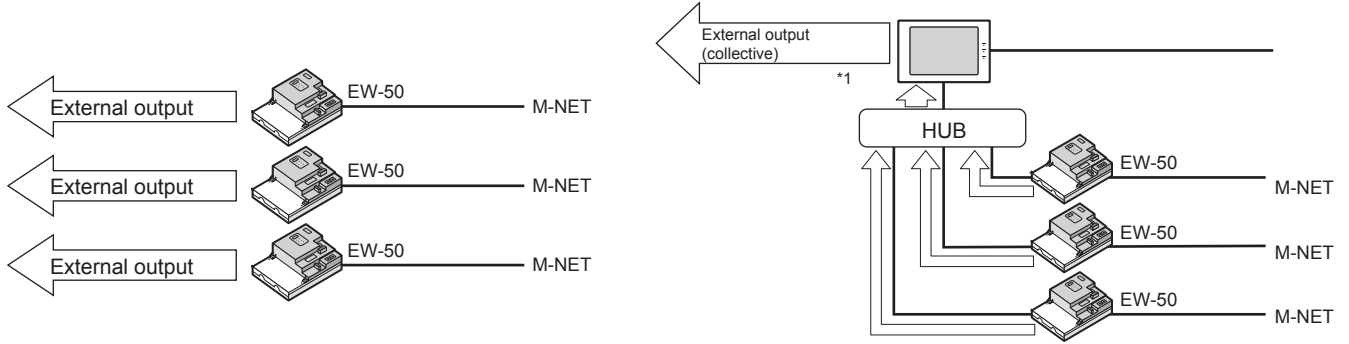 External output
EW-50
M-NET
External output
EW-50
M-NET
External output
EW-50
M-NET
External output
(collective)
*1
HUB
EW-50
M-NET
EW-50
M-NET
EW-50
M-NET